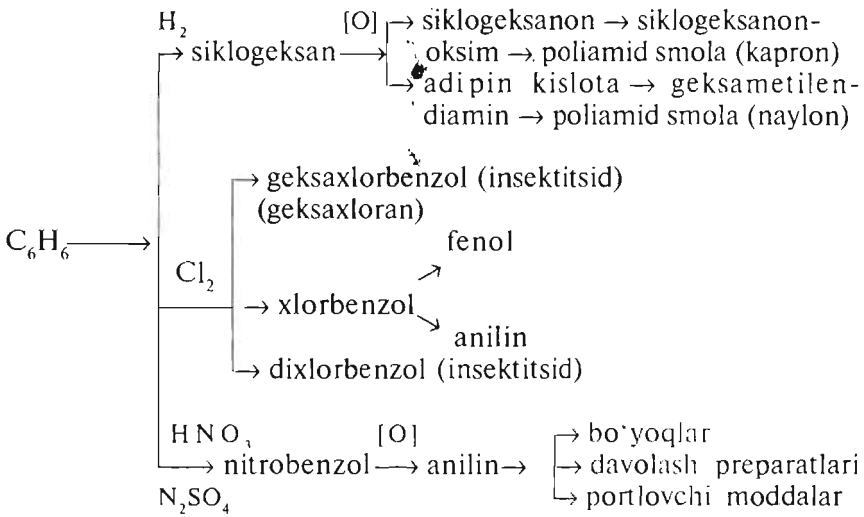 H₂ [O] → siklogeksanon → siklogeksanon-
→ siklogeksan → oksim → poliamid smola (kapron)
→ adipin kislota → geksametilen-
diamin → poliamid smola (naylon)
→ geksaxlorbenzol (insektitsid)
(geksaxloran)
C₆H₆ → fenol
Cl₂
→ xlorbenzol
anilin
→ dixlorbenzol (insektitsid)
HNO₃ [O] → bo'yoqlar
→ nitrobenzol → anilin → → davolash preparatlari
N₂SO₄ → portlovchi moddalar